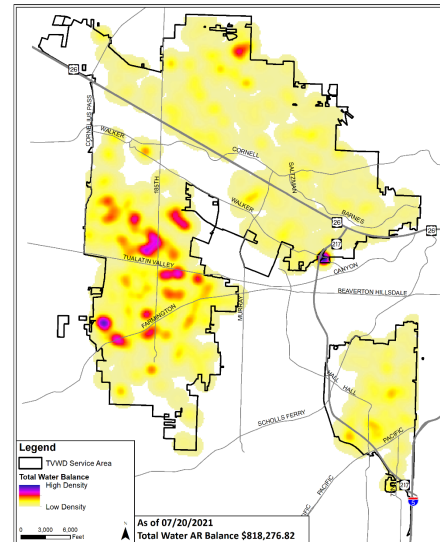 26
CORNELIUS PASS
WALKER
CORNELL
185TH
SALTZMAN
WALKER
BARNES
26
26
217
CANYON
TUALATIN VALLEY
BEAVERTON HILLSDALE
MURRAY
FARMINGTON
HALL
HALL
SCHOLLS FERRY
PACIFIC
PACIFIC
217
5
Legend
TVWD Service Area
Total Water Balance
High Density
Low Density
0 3,000 6,000
Feet
As of 07/20/2021
Total Water AR Balance $818,276.82